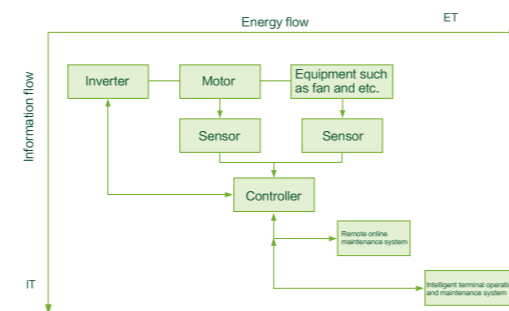 Energy flow
ET
Information flow
Inverter
Motor
Equipment such
as fan and etc.
Sensor
Sensor
Controller
Remote online
maintenance system
IT
Intelligent terminal operati
and maintenance system